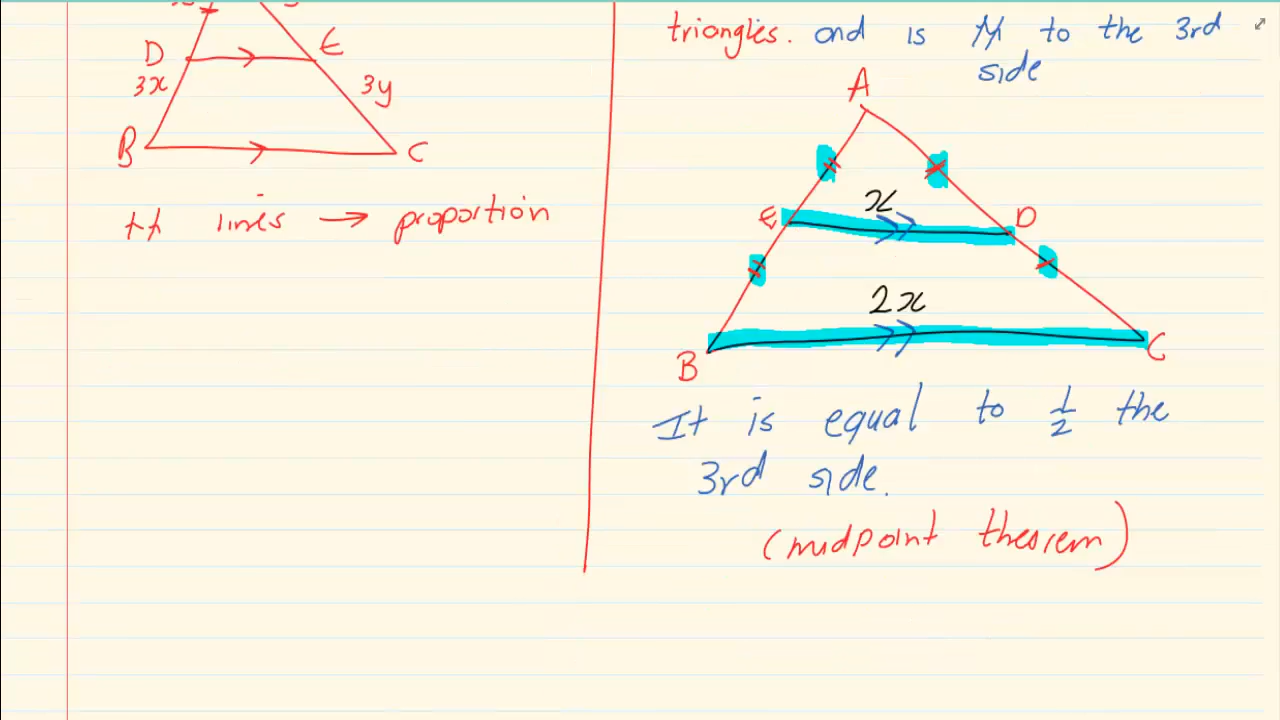 D
E
3x
3y
B
C
++ lines → proportion
triangles. and is // to the 3rd
side
A
x
E
D
2x
B
C
It is equal to 1/2 the
3rd side.
(midpoint theorem)